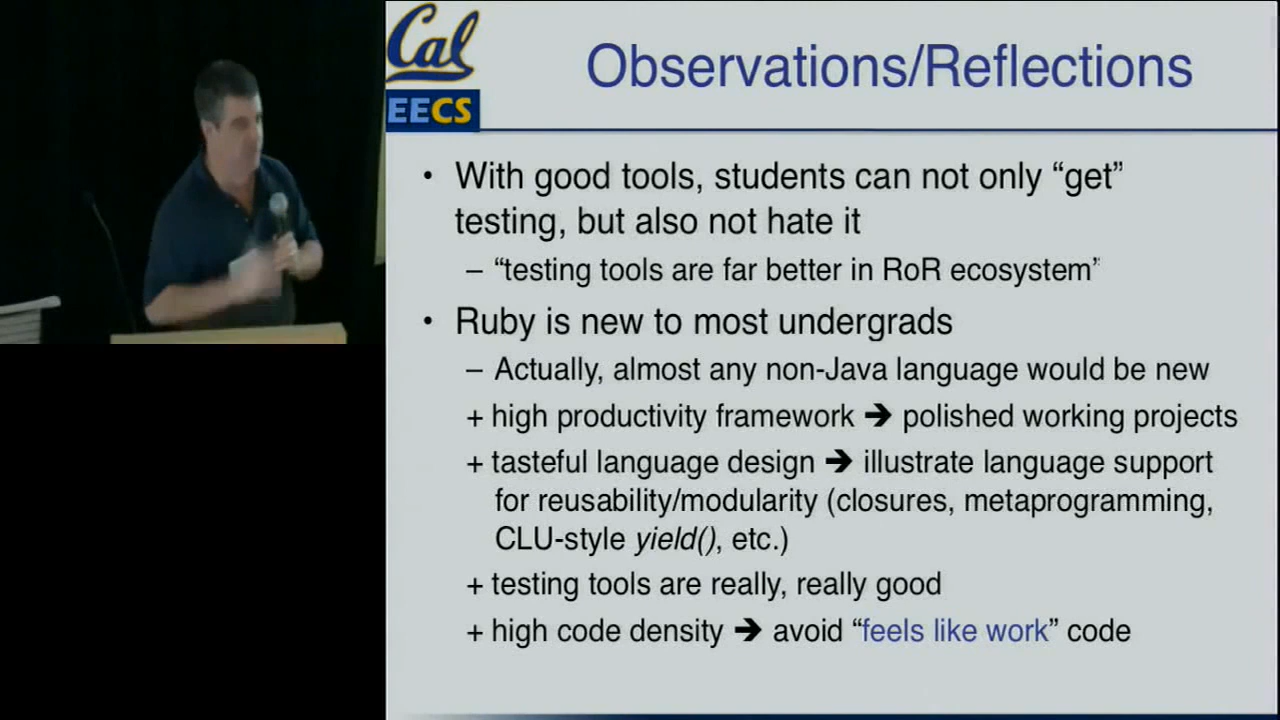 Cal
EECS
Observations/Reflections
• With good tools, students can not only “get”
testing, but also not hate it
– “testing tools are far better in RoR ecosystem”
• Ruby is new to most undergrads
– Actually, almost any non-Java language would be new
+ high productivity framework ➔ polished working projects
+ tasteful language design ➔ illustrate language support
for reusability/modularity (closures, metaprogramming,
CLU-style yield(), etc.)
+ testing tools are really, really good
+ high code density ➔ avoid “feels like work” code